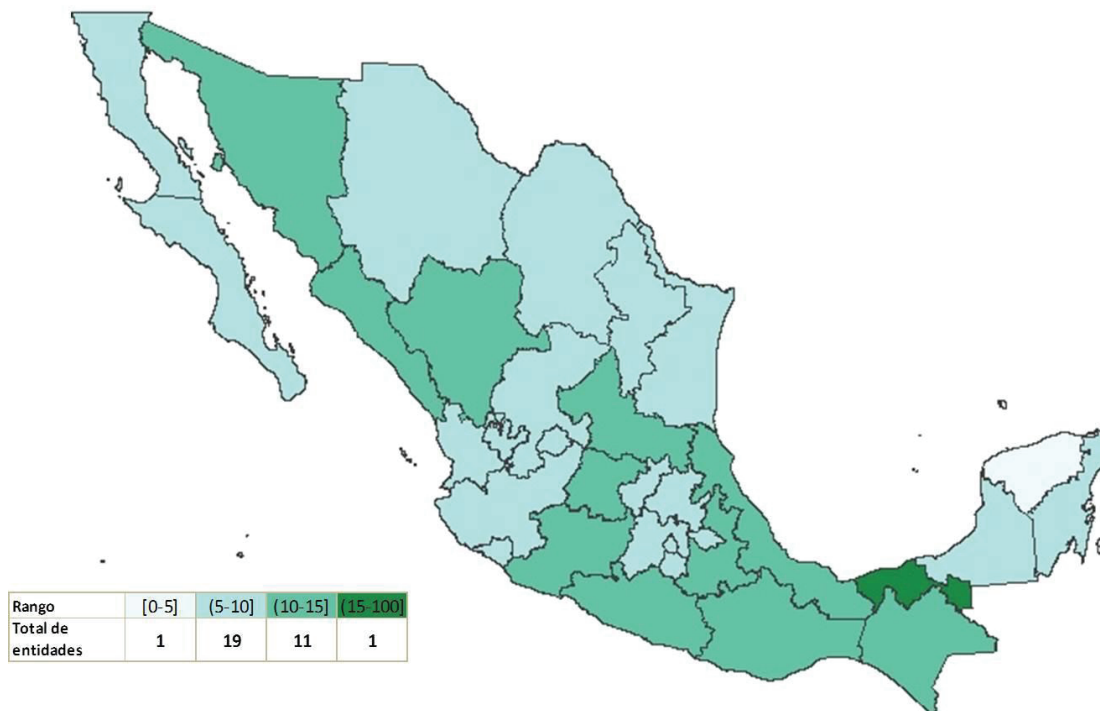 Rango [0-5] (5-10] (10-15] (15-100]
Total de
entidades 1 19 11 1